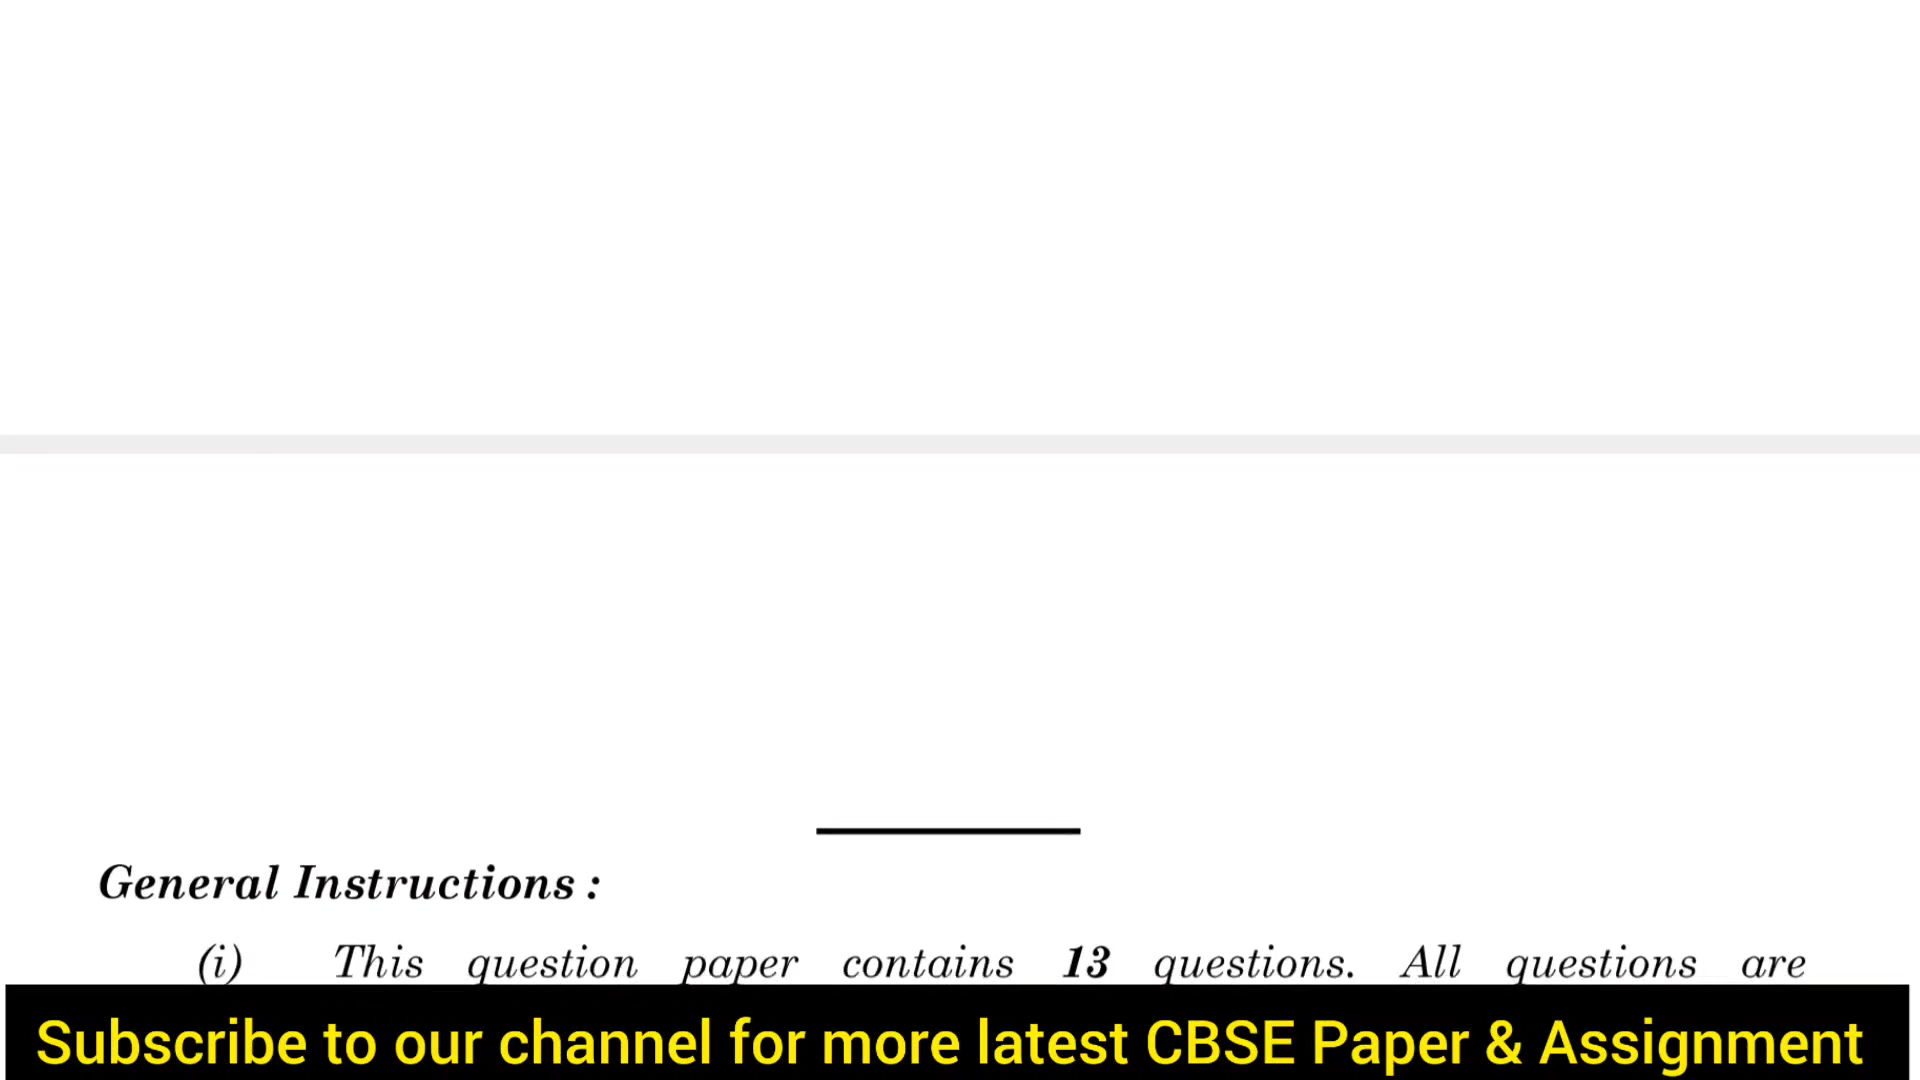 General Instructions :
(i) This question paper contains 13 questions. All questions are
Subscribe to our channel for more latest CBSE Paper & Assignment